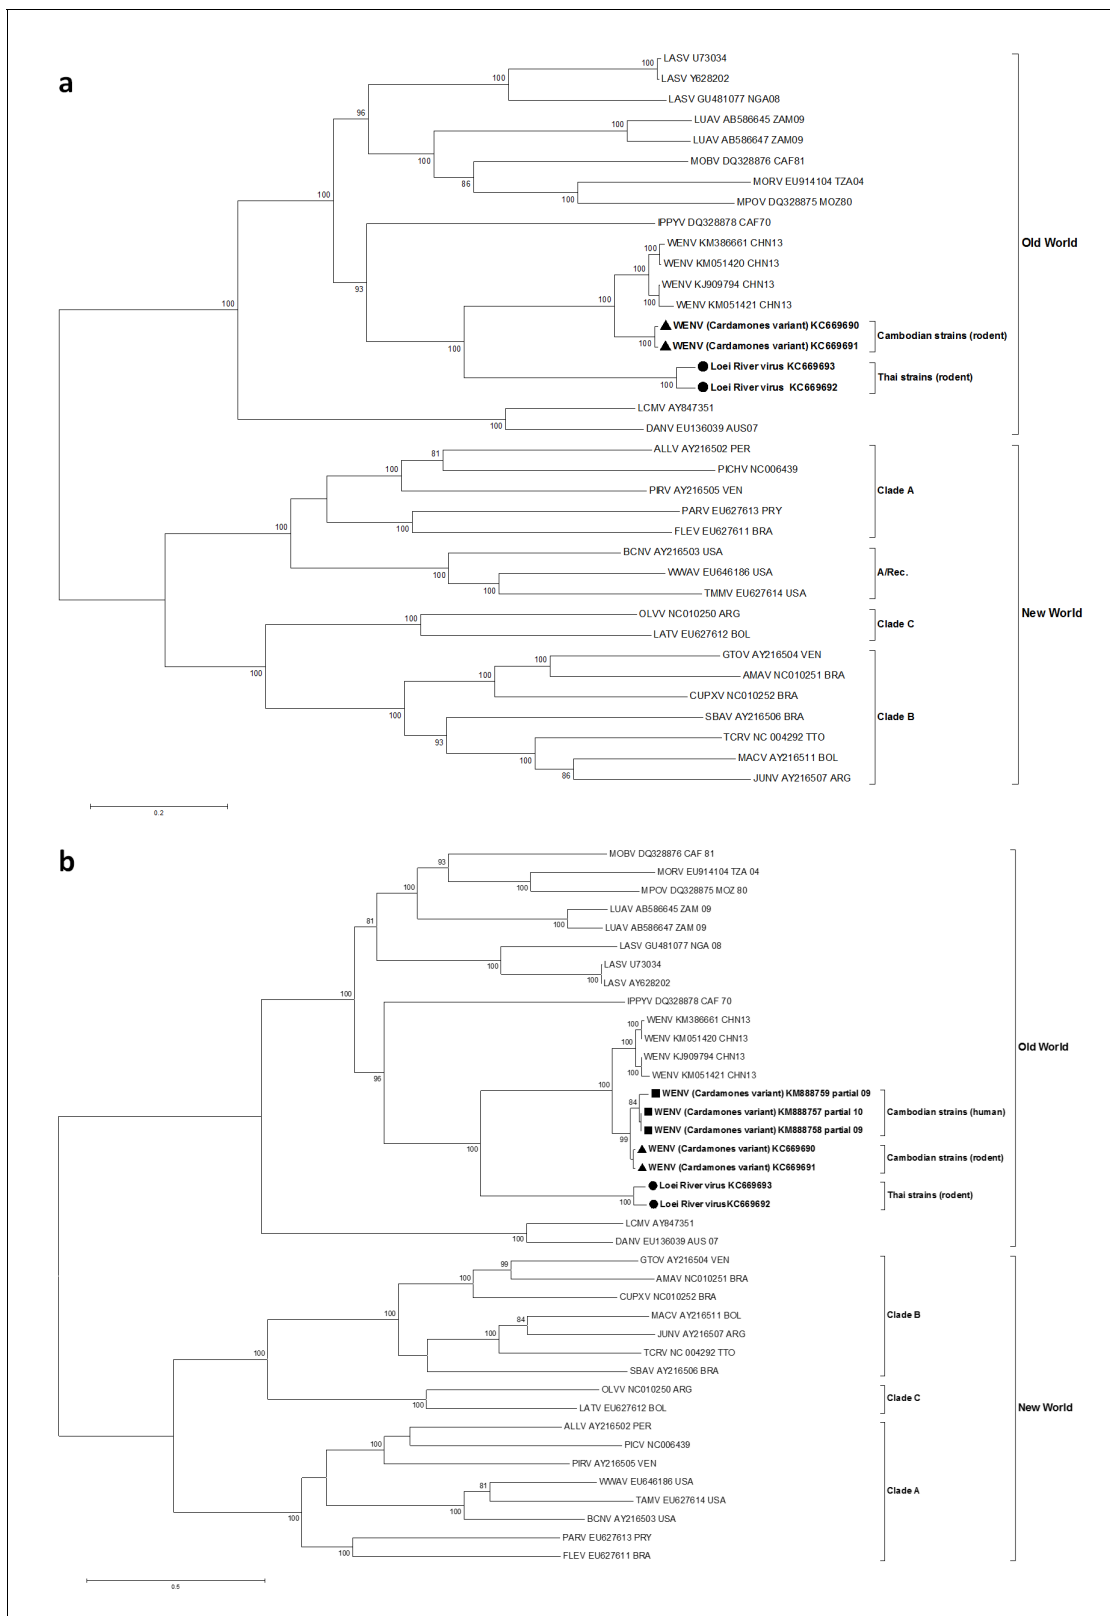 a
LASV U73034
100
LASV Y628202
100
LASV GU481077 NGA08
96
LUAV AB586645 ZAM09
100
LUAV AB586647 ZAM09
100
MOBV DQ328876 CAF81
86
MORV EU914104 TZA04
100
MPOV DQ328875 MOZ80
100
IPPYV DQ328878 CAF70
Old World
WENV KM386661 CHN13
100
WENV KM051420 CHN13
100
WENV KJ909794 CHN13
93
100
WENV KM051421 CHN13
100
WENV (Cardamones variant) KC669690
Cambodian strains (rodent)
100
WENV (Cardamones variant) KC669691
100
Loei River virus KC669693
Thai strains (rodent)
100
Loei River virus KC669692
100
LCMV AY847351
100
DANV EU136039 AUS07
ALLV AY216502 PER
81
PICHV NC006439
100
PIRV AY216505 VEN
Clade A
PARV EU627613 PRY
100
FLEV EU627611 BRA
100
BCNV AY216503 USA
100
WWAV EU646186 USA
A/Rec.
100
TMMV EU627614 USA
New World
OLVV NC010250 ARG
100
LATV EU627612 BOL
Clade C
100
GTOV AY216504 VEN
100
AMAV NC010251 BRA
100
CUPXV NC010252 BRA
100
SBAV AY216506 BRA
Clade B
93
TCRV NC 004292 TTO
100
MACV AY216511 BOL
86
JUNV AY216507 ARG
0.2
b
MOBV DQ328876 CAF 81
93
MORV EU914104 TZA 04
100
100
MPOV DQ328875 MOZ 80
LUAV AB586645 ZAM 09
81
100
LUAV AB586647 ZAM 09
LASV GU481077 NGA 08
100
LASV U73034
100
LASV AY628202
100
IPPYV DQ328878 CAF 70
WENV KM386661 CHN13
100
WENV KM051420 CHN13
100
Old World
WENV KJ909794 CHN13
100
WENV KM051421 CHN13
96
100
WENV (Cardamones variant) KM888759 partial 09
84
WENV (Cardamones variant) KM888757 partial 10
Cambodian strains (human)
WENV (Cardamones variant) KM888758 partial 09
99
WENV (Cardamones variant) KC669690
100
Cambodian strains (rodent)
WENV (Cardamones variant) KC669691
Loei River virus KC669693
Thai strains (rodent)
100
Loei River virusKC669692
100
LCMV AY847351
100
DANV EU136039 AUS 07
GTOV AY216504 VEN
99
AMAV NC010251 BRA
100
CUPXV NC010252 BRA
100
MACV AY216511 BOL
Clade B
84
JUNV AY216507 ARG
100
TCRV NC 004292 TTO
100
SBAV AY216506 BRA
OLVV NC010250 ARG
Clade C
100
LATV EU627612 BOL
New World
ALLV AY216502 PER
100
PICV NC006439
100
PIRV AY216505 VEN
WWAV EU646186 USA
81
Clade A
TAMV EU627614 USA
100
BCNV AY216503 USA
100
PARV EU627613 PRY
100
FLEV EU627611 BRA
0.5